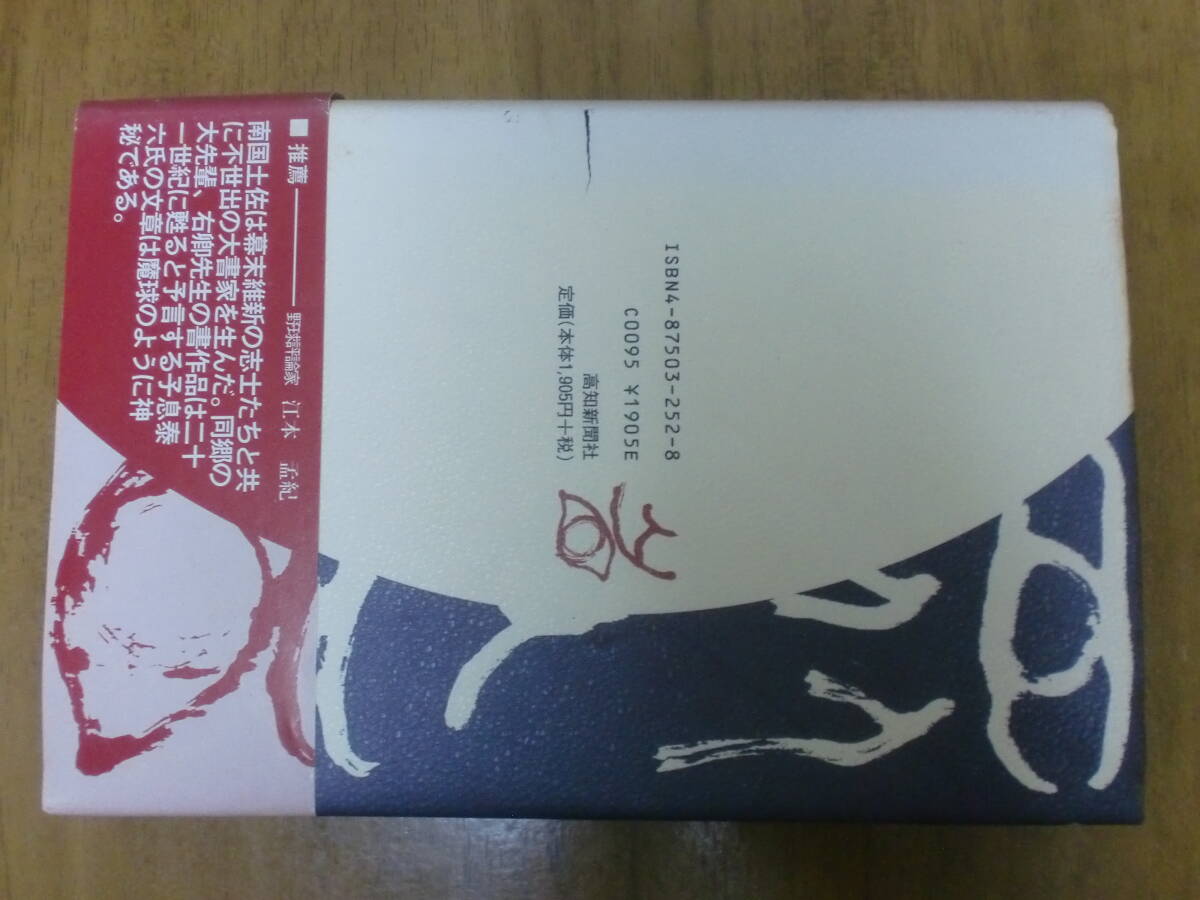 ISBN4-87503-252-8
C0095 ¥1905E
高知新聞社
定価(本体1,905円+税)
■推薦――野球評論家 江本 孟紀
南国土佐は幕末維新の志士たちと共
に不世出の大書家を生んだ。同郷の
大先輩、右卿先生の書作品は二十
一世紀に甦ると予言する子息泰
六氏の文章は魔球のように神
秘である。